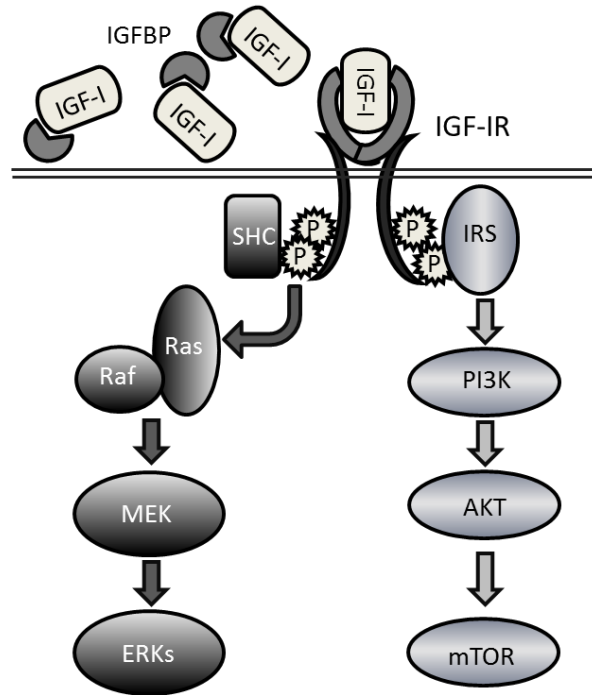 IGFBP
IGF-I
IGF-I
IGF-I
IGF-I
IGF-IR
SHC
P
P
P
P
IRS
Ras
Raf
PI3K
MEK
AKT
ERKs
mTOR